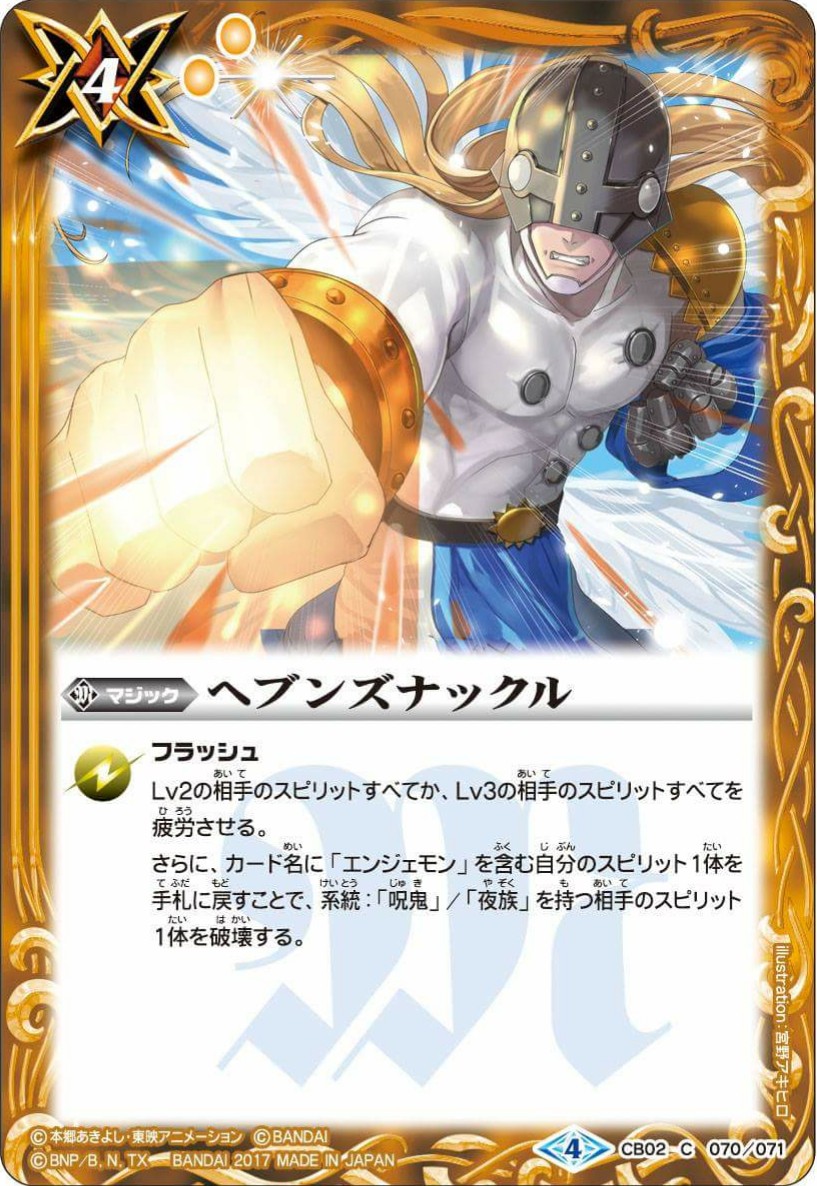 4
マジック ヘブンズナックル
フラッシュ
Lv2の相手のスピリットすべてか、Lv3の相手のスピリットすべてを
疲労させる。
さらに、カード名に「エンジェモン」を含む自分のスピリット1体を
手札に戻すことで、系統：「呪鬼」／「夜族」を持つ相手のスピリット
1体を破壊する。
illustration：宮野アキヒロ
©本郷あきよし・東映アニメーション ©BANDAI
©BNP/B, N, TX BANDAI 2017 MADE IN JAPAN
4 CB02 C 070/071